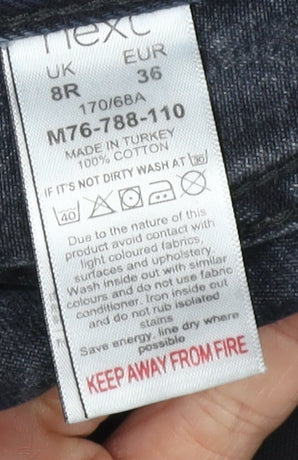 next
UK EUR
8R 36
170/68A
M76-788-110
MADE IN TURKEY
100% COTTON
IF IT'S NOT DIRTY WASH AT 30
40
Due to the nature of this
product avoid contact with
light coloured fabrics,
surfaces and upholstery.
Wash inside out with similar
colours and do not use fabric
conditioner. Iron inside out
and do not rub isolated
stains
Save energy, line dry where
possible
KEEP AWAY FROM FIRE